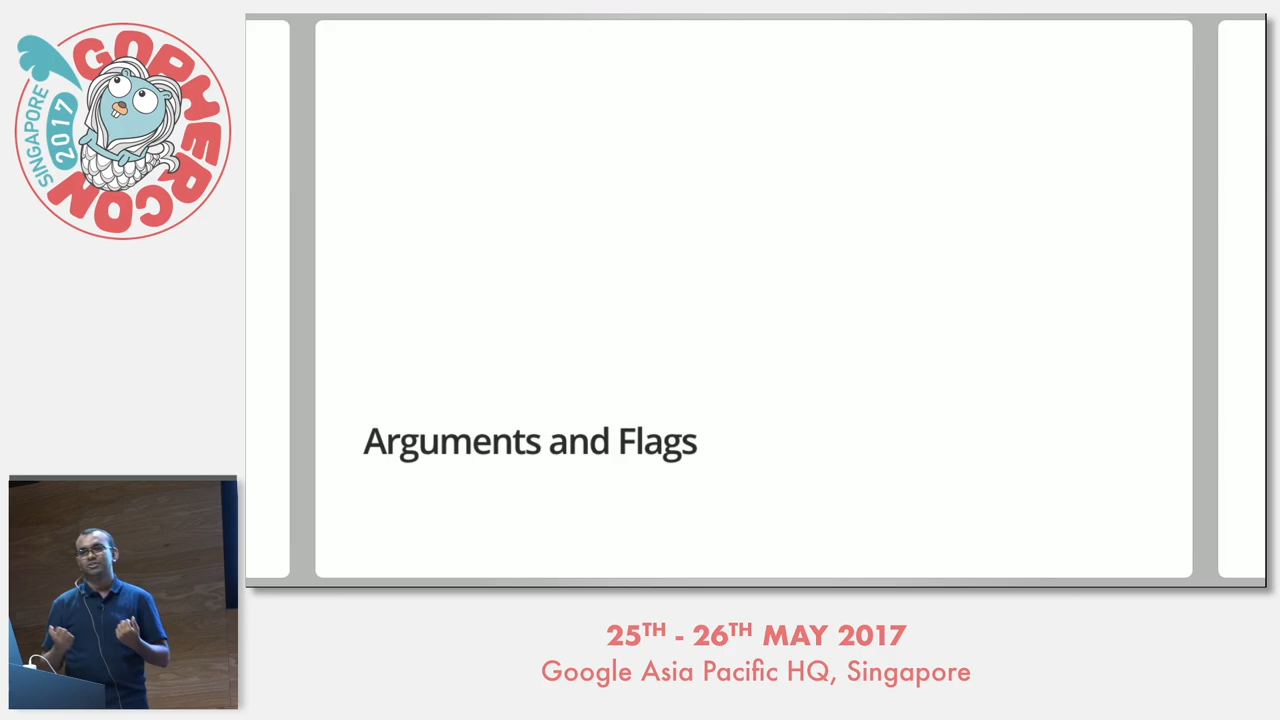 GOPHERCON
SINGAPORE
2017
Arguments and Flags
25TH - 26TH MAY 2017
Google Asia Pacific HQ, Singapore